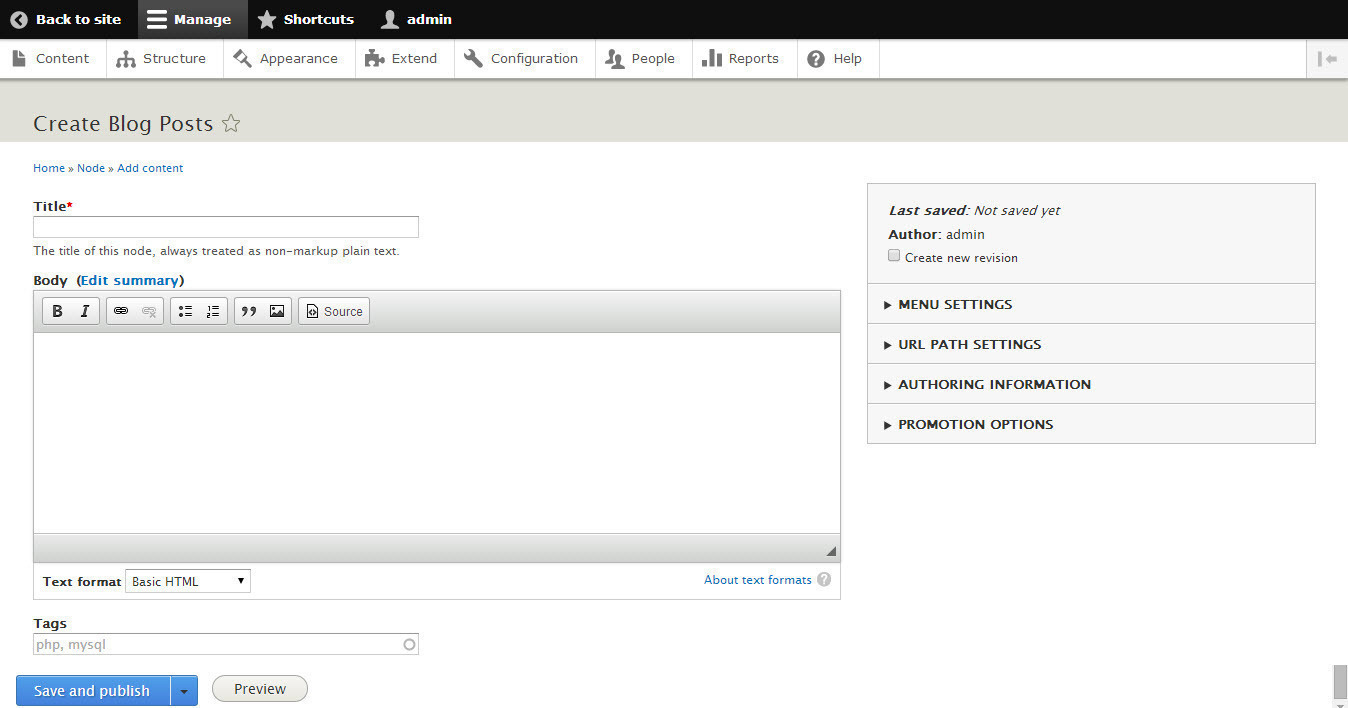 Back to site Manage Shortcuts admin
Content Structure Appearance Extend Configuration People Reports Help
Create Blog Posts
Home » Node » Add content
Title*
The title of this node, always treated as non-markup plain text.
Body (Edit summary)
B I Source
Text format Basic HTML About text formats ?
Tags
php, mysql
Save and publish Preview
Last saved: Not saved yet
Author: admin
Create new revision
MENU SETTINGS
URL PATH SETTINGS
AUTHORING INFORMATION
PROMOTION OPTIONS